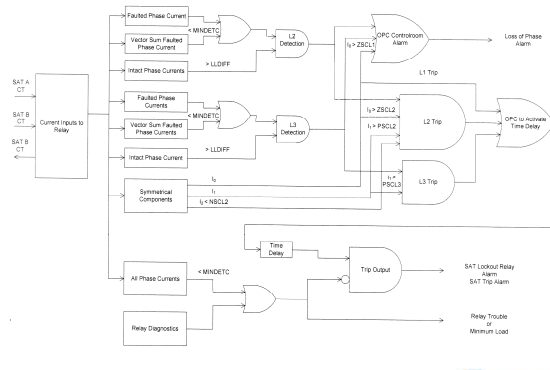 Faulted Phase Current
< MINDETC
Vector Sum Faulted
Phase Current
Intact Phase Currents
> LLDIFF
L2
Detection
I0 > ZSCL1
OPC Controlroom
Alarm
Loss of Phase
Alarm
SAT A
CT
SAT B
CT
SAT B
CT
Current Inputs to
Relay
Faulted Phase
Currents
< MINDETC
Vector Sum Faulted
Phase Currents
Intact Phase Current
> LLDIFF
L3
Detection
L1 Trip
I0 > ZSCL2
I1 > PSCL2
L2 Trip
OPC to Activate
Time Delay
Symmetrical
Components
I0
I1
I2 < NSCL2
I1 >
PSCL3
L3 Trip
Time
Delay
All Phase Currents
< MINDETC
Trip Output
SAT Lockout Relay
Alarm
SAT Trip Alarm
Relay Diagnostics
Relay Trouble
or
Minimum Load